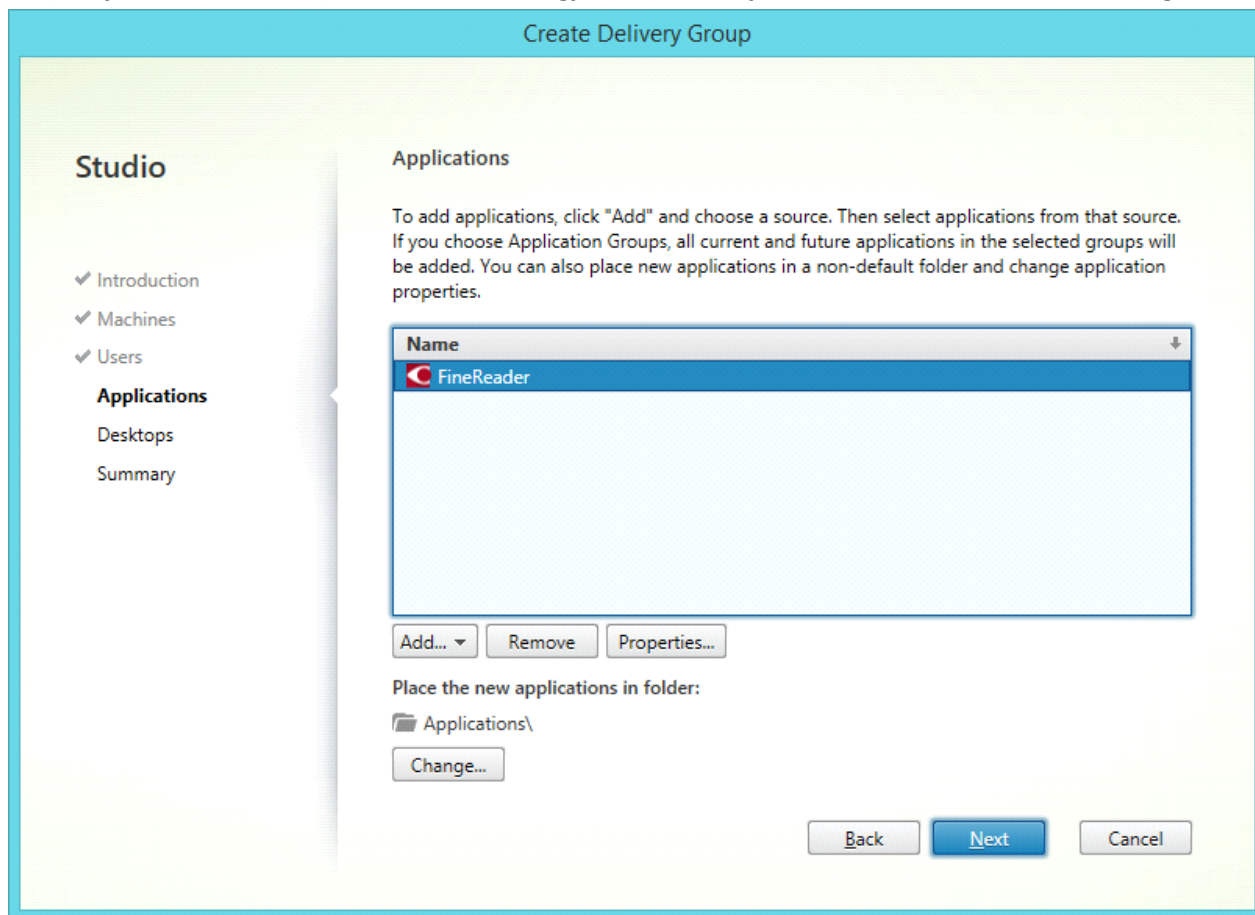 Create Delivery Group
Studio
Introduction
Machines
Users
Applications
Desktops
Summary
Applications
To add applications, click "Add" and choose a source. Then select applications from that source.
If you choose Application Groups, all current and future applications in the selected groups will
be added. You can also place new applications in a non-default folder and change application
properties.
Name
FineReader
Add...
Remove
Properties...
Place the new applications in folder:
Applications\
Change...
Back
Next
Cancel